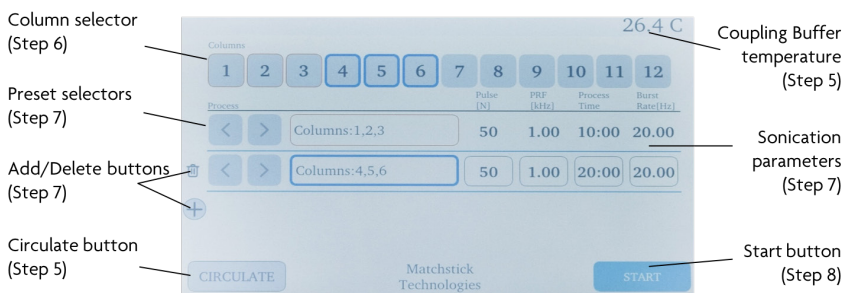 Column selector
(Step 6)
Preset selectors
(Step 7)
Add/Delete buttons
(Step 7)
Circulate button
(Step 5)
26.4 C
Columns
1 2 3 4 5 6 7 8 9 10 11 12
Process
Pulse [N]
PRF [kHz]
Process Time
Burst Rate[Hz]
< > Columns:1,2,3 50 1.00 10:00 20.00
< > Columns:4,5,6 50 1.00 20:00 20.00
+
CIRCULATE
Matchstick
Technologies
START
Coupling Buffer
temperature
(Step 5)
Sonication
parameters
(Step 7)
Start button
(Step 8)